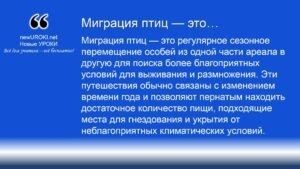 newUROKI.net
Новые УРОКИ
Всё для учителя – всё бесплатно!
Миграция птиц — это…
Миграция птиц — это регулярное сезонное
перемещение особей из одной части ареала в
другую для поиска более благоприятных
условий для выживания и размножения. Эти
путешествия обычно связаны с изменением
времени года и позволяют пернатым находить
достаточное количество пищи, подходящие
места для гнездования и укрытия от
неблагоприятных климатических условий.